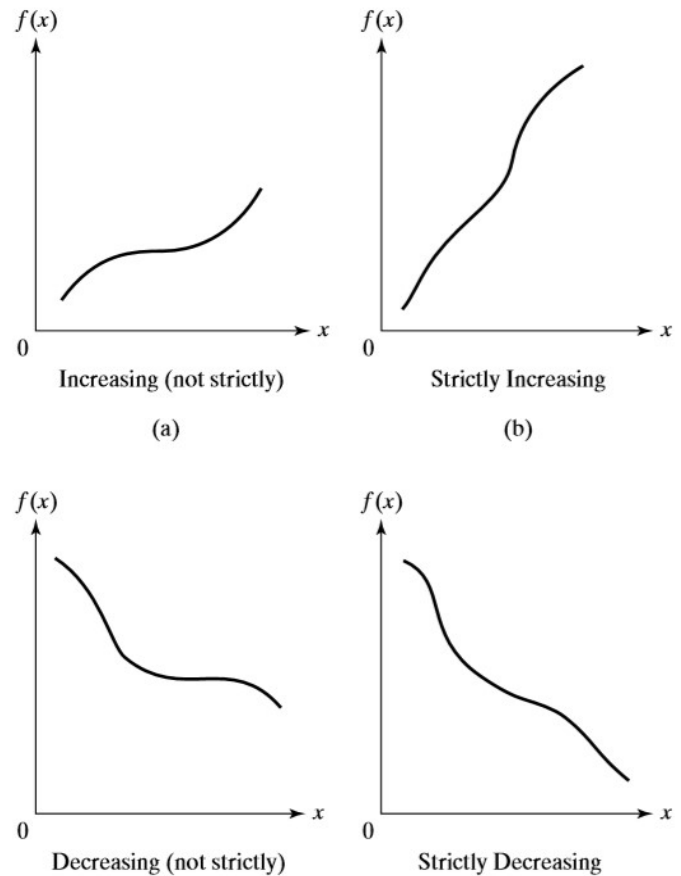 f(x)
f(x)
x
x
0
0
Increasing (not strictly)
Strictly Increasing
(a)
(b)
f(x)
f(x)
x
x
0
0
Decreasing (not strictly)
Strictly Decreasing